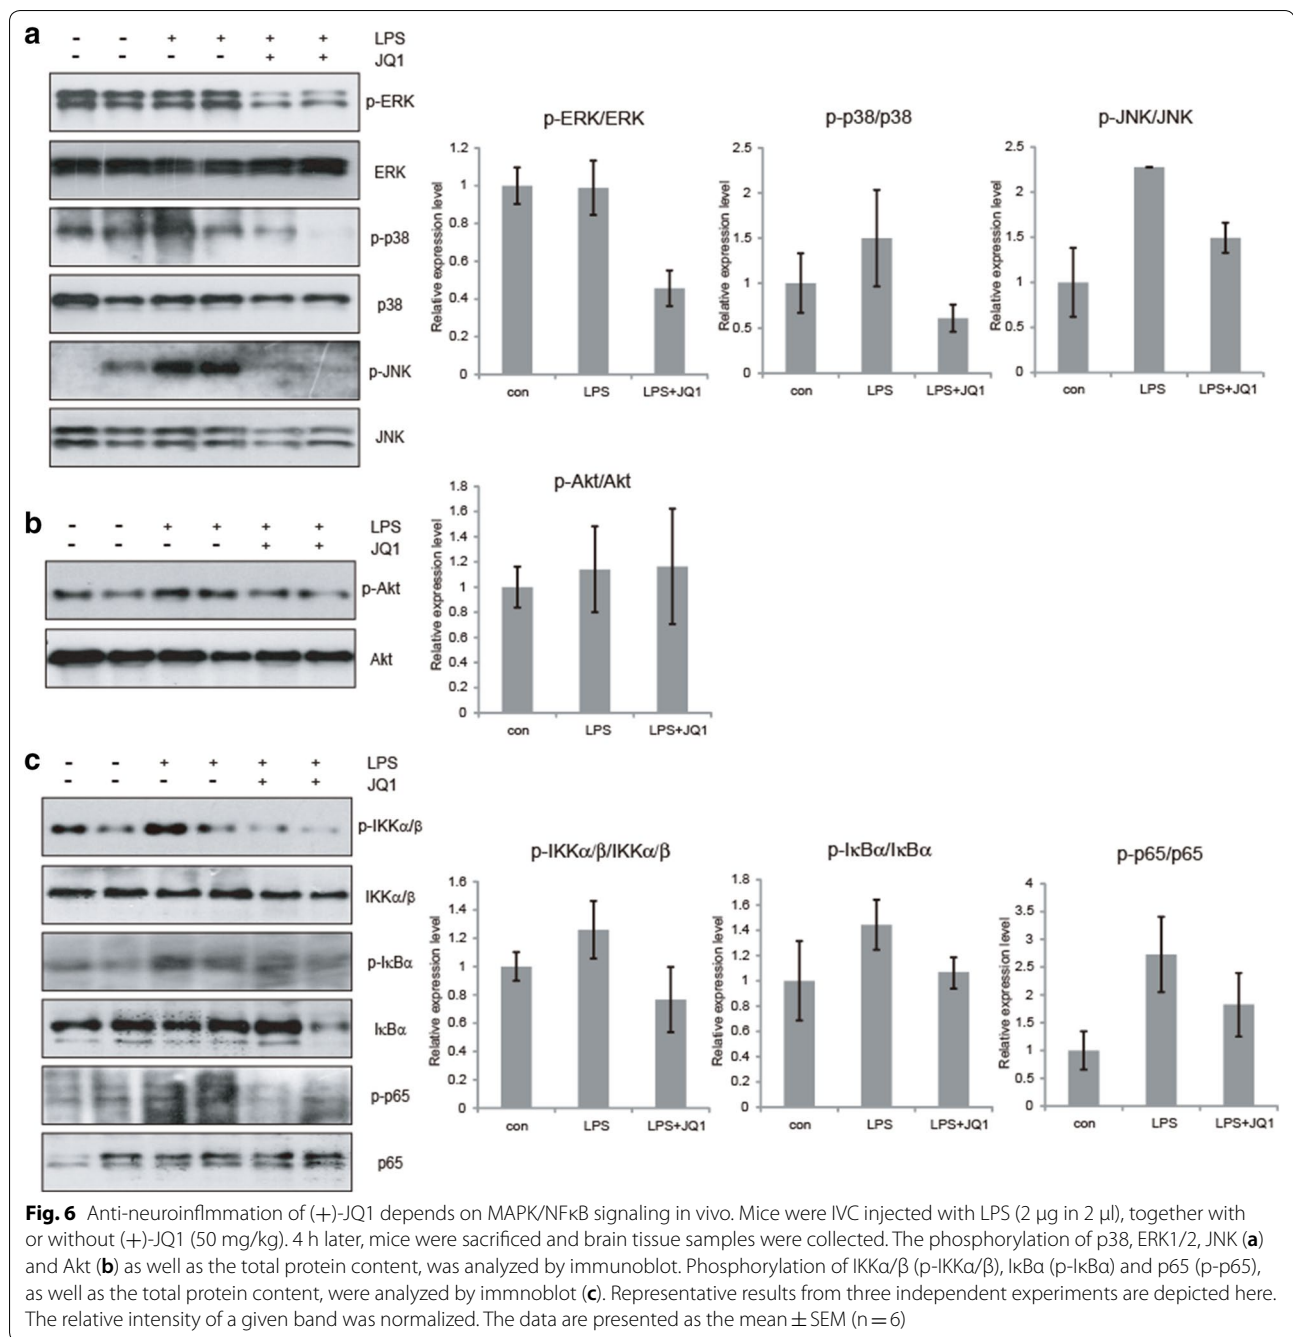 a
- - + + + + LPS
- - - - + + JQ1
p-ERK
ERK
p-p38
p38
p-JNK
JNK
p-ERK/ERK
Relative expression level
1.2
1
0.8
0.6
0.4
0.2
0
con LPS LPS+JQ1
p-p38/p38
Relative expression level
2.5
2
1.5
1
0.5
0
con LPS LPS+JQ1
p-JNK/JNK
Relative expression level
2.5
2
1.5
1
0.5
0
con LPS LPS+JQ1
b
- - + + + + LPS
- - - - + + JQ1
p-Akt
Akt
p-Akt/Akt
Relative expression level
1.8
1.6
1.4
1.2
1
0.8
0.6
0.4
0.2
0
con LPS LPS+JQ1
c
- - + + + + LPS
- - - - + + JQ1
p-IKKα/β
IKKα/β
p-IκBα
IκBα
p-p65
p65
p-IKKα/β/IKKα/β
Relative expression level
1.6
1.4
1.2
1
0.8
0.6
0.4
0.2
0
con LPS LPS+JQ1
p-IκBα/IκBα
Relative expression level
1.8
1.6
1.4
1.2
1
0.8
0.6
0.4
0.2
0
con LPS LPS+JQ1
p-p65/p65
Relative expression level
4
3.5
3
2.5
2
1.5
1
0.5
0
con LPS LPS+JQ1
Fig. 6 Anti-neuroinflmmation of (+)-JQ1 depends on MAPK/NFκB signaling in vivo. Mice were IVC injected with LPS (2 μg in 2 μl), together with
or without (+)-JQ1 (50 mg/kg). 4 h later, mice were sacrificed and brain tissue samples were collected. The phosphorylation of p38, ERK1/2, JNK (a)
and Akt (b) as well as the total protein content, was analyzed by immunoblot. Phosphorylation of IKKα/β (p-IKKα/β), IκBα (p-IκBα) and p65 (p-p65),
as well as the total protein content, were analyzed by immnoblot (c). Representative results from three independent experiments are depicted here.
The relative intensity of a given band was normalized. The data are presented as the mean ± SEM (n = 6)